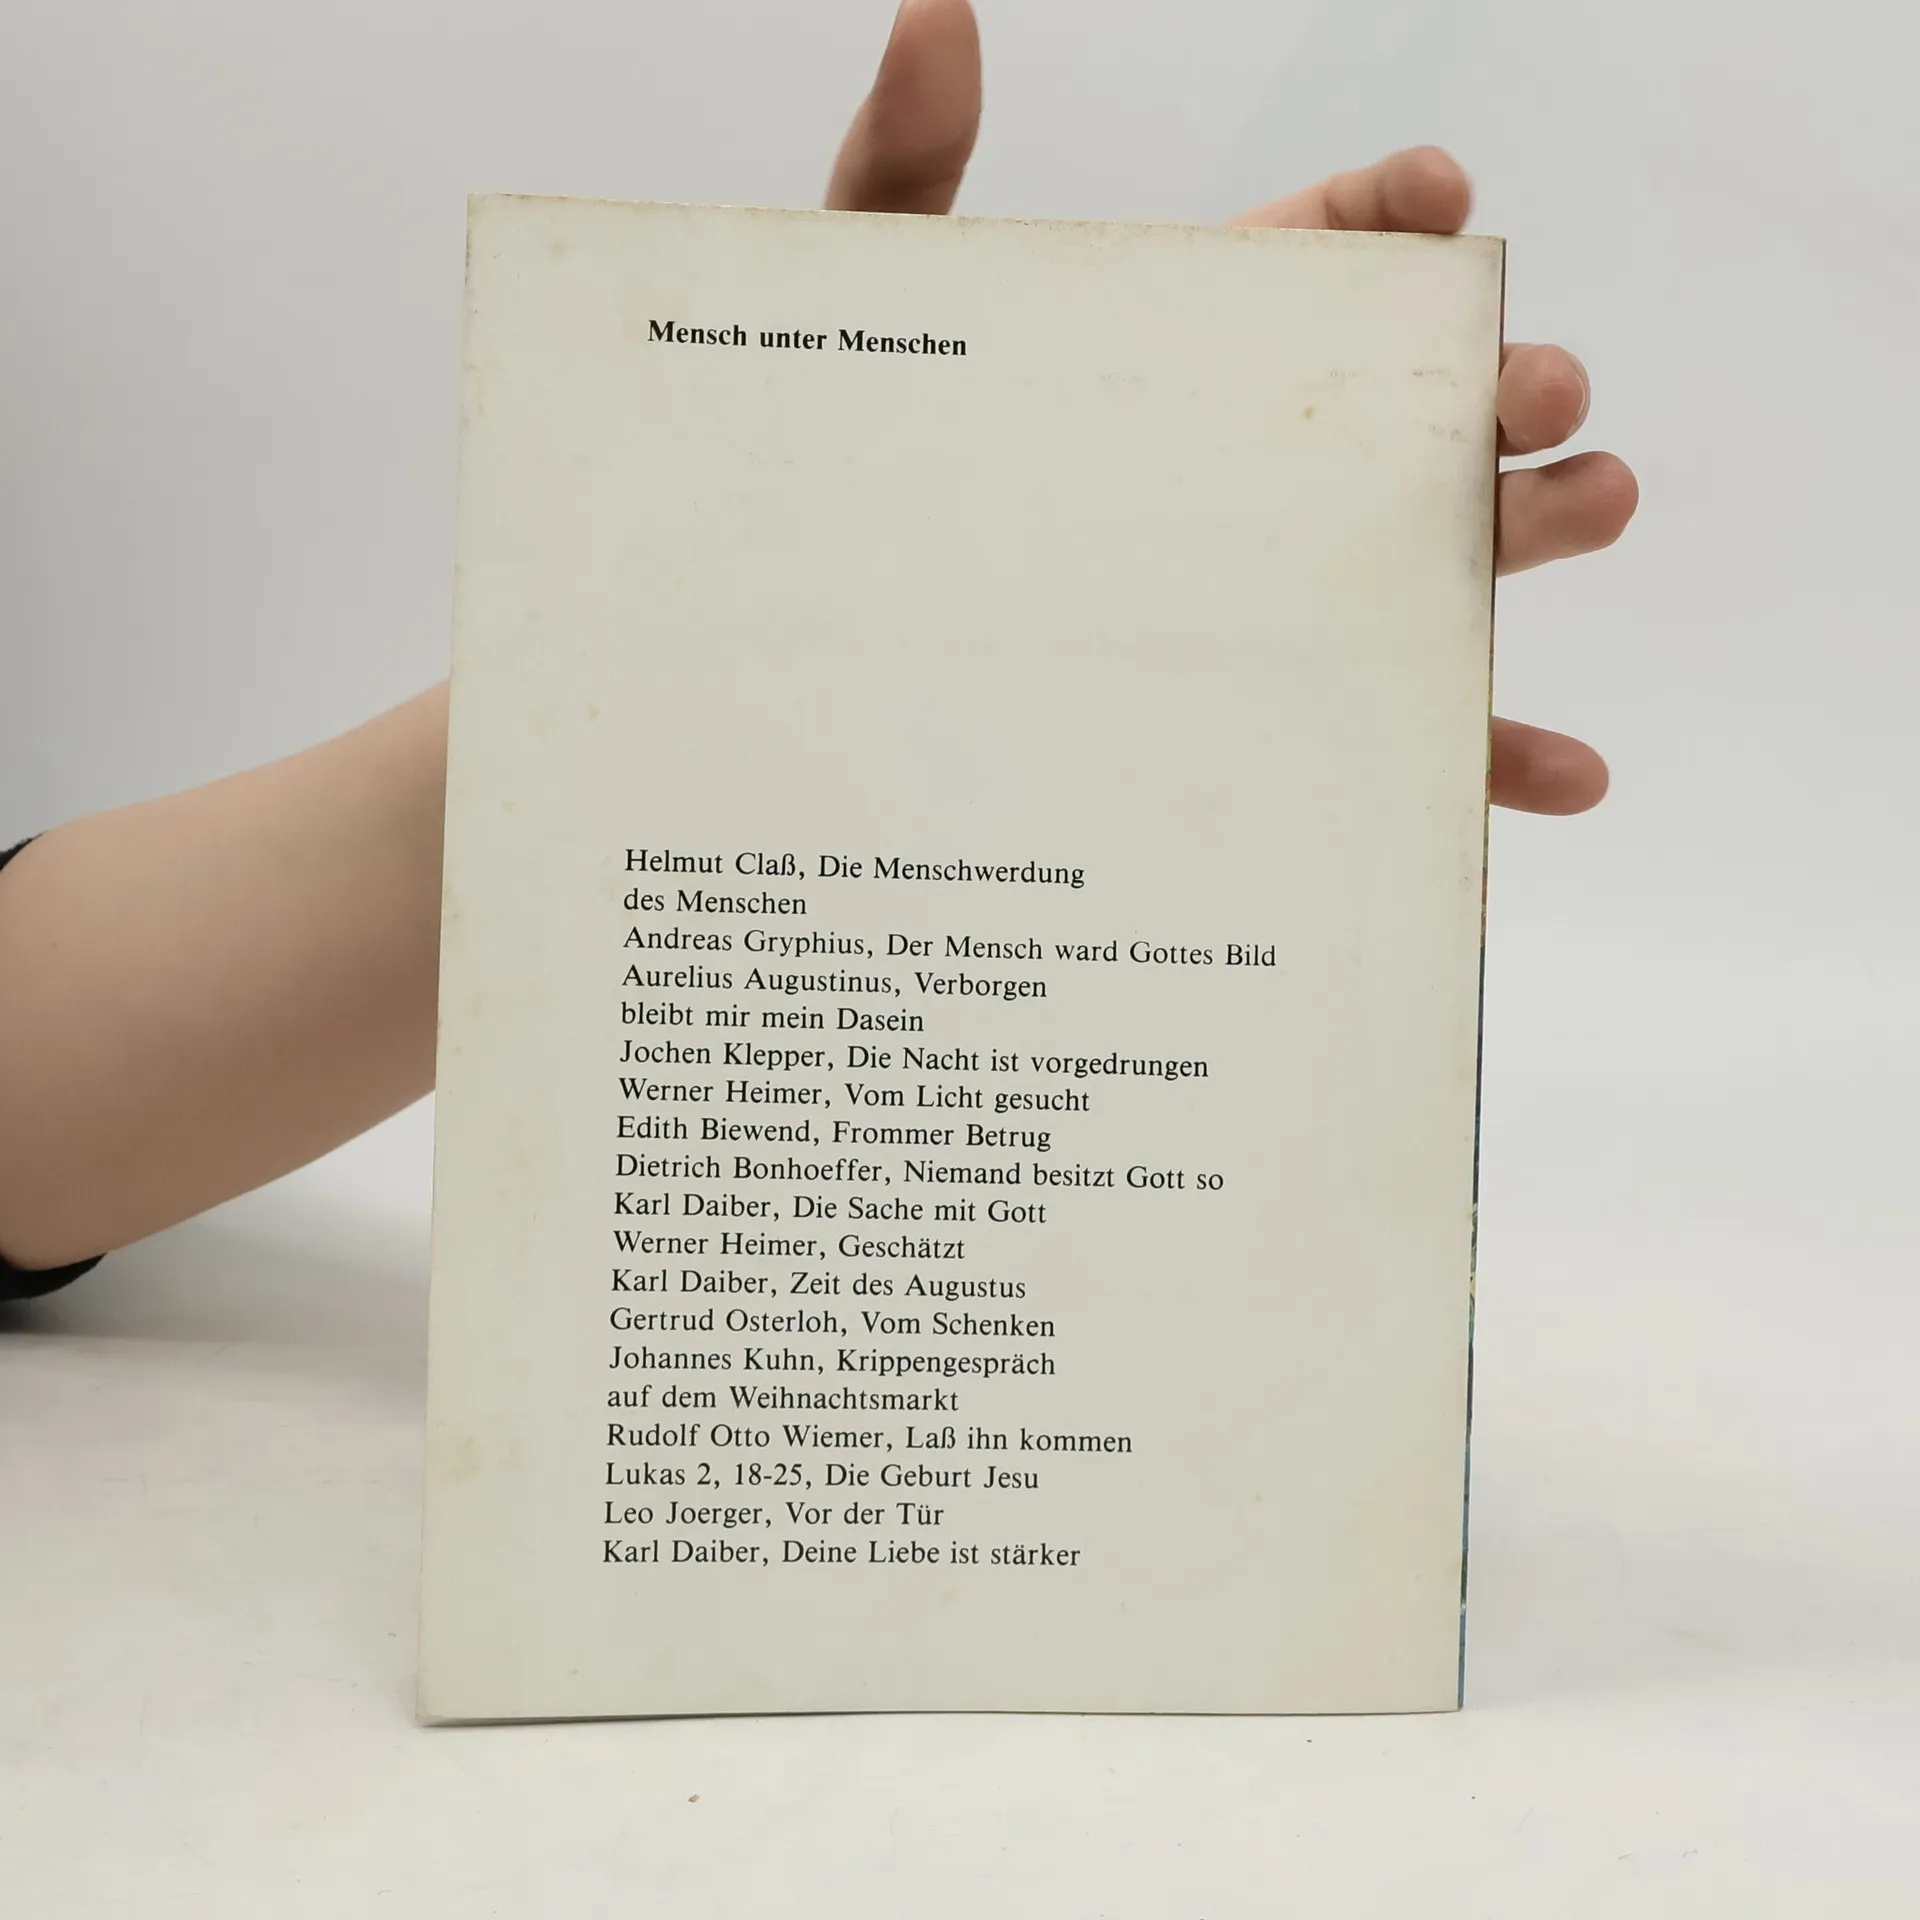 Mensch unter Menschen
Helmut Claß, Die Menschwerdung
des Menschen
Andreas Gryphius, Der Mensch ward Gottes Bild
Aurelius Augustinus, Verborgen
bleibt mir mein Dasein
Jochen Klepper, Die Nacht ist vorgedrungen
Werner Heimer, Vom Licht gesucht
Edith Biewend, Frommer Betrug
Dietrich Bonhoeffer, Niemand besitzt Gott so
Karl Daiber, Die Sache mit Gott
Werner Heimer, Geschätzt
Karl Daiber, Zeit des Augustus
Gertrud Osterloh, Vom Schenken
Johannes Kuhn, Krippengespräch
auf dem Weihnachtsmarkt
Rudolf Otto Wiemer, Laß ihn kommen
Lukas 2, 18-25, Die Geburt Jesu
Leo Joerger, Vor der Tür
Karl Daiber, Deine Liebe ist stärker